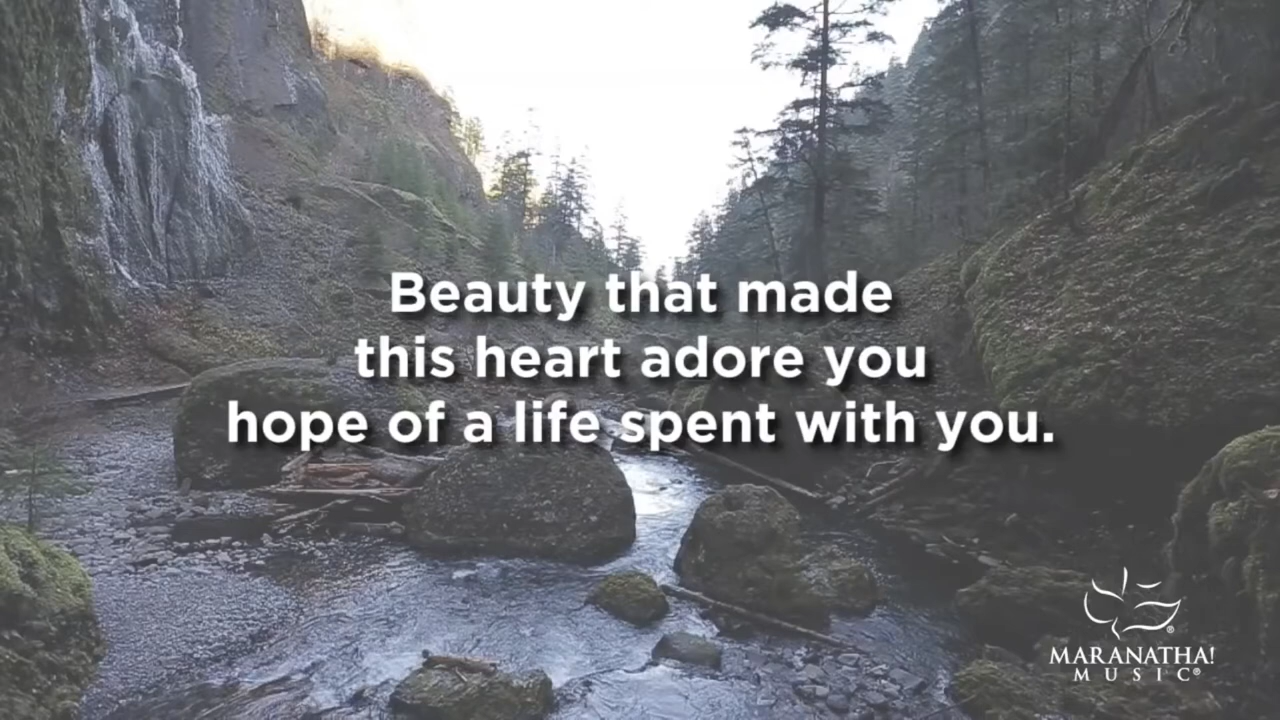 Beauty that made
this heart adore you
hope of a life spent with you.
MARANATHA!
MUSIC®